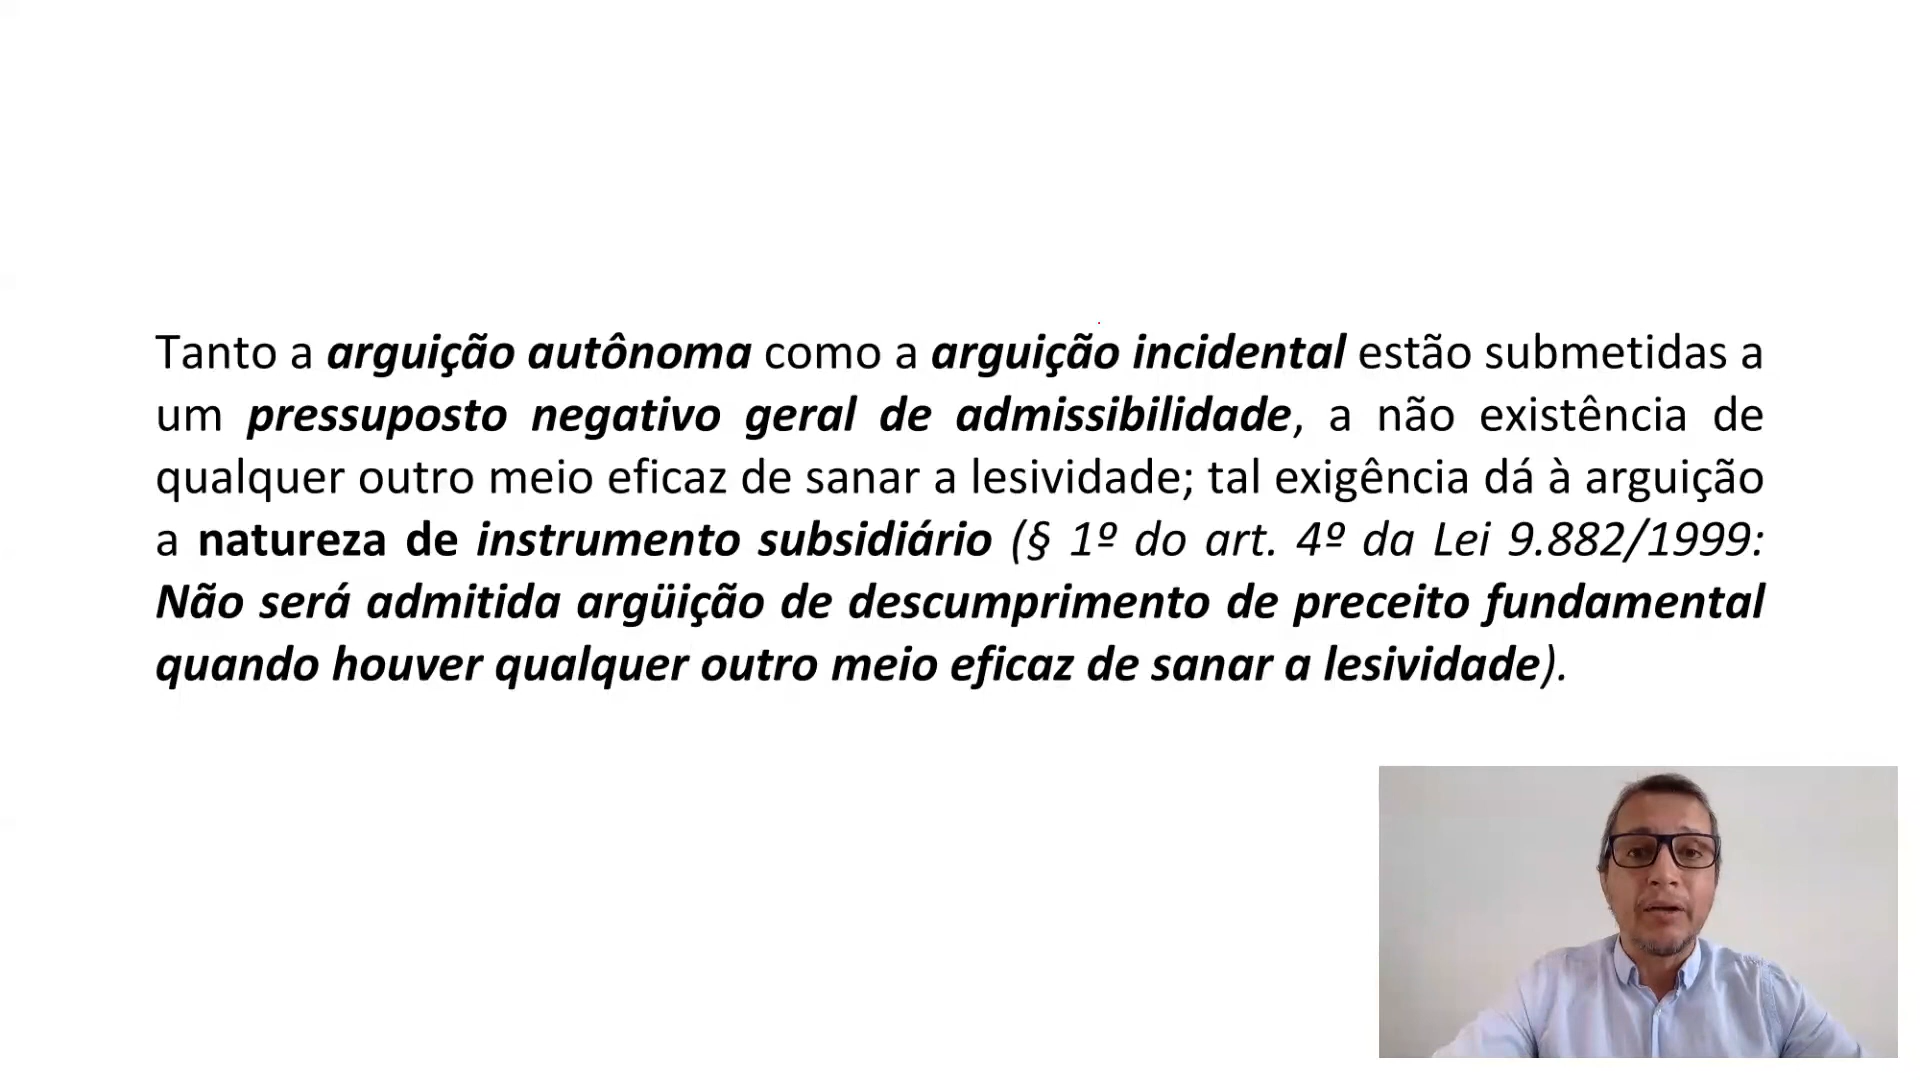 Tanto a arguição autônoma como a arguição incidental estão submetidas a
um pressuposto negativo geral de admissibilidade, a não existência de
qualquer outro meio eficaz de sanar a lesividade; tal exigência dá à arguição
a natureza de instrumento subsidiário (§ 1º do art. 4º da Lei 9.882/1999:
Não será admitida argüição de descumprimento de preceito fundamental
quando houver qualquer outro meio eficaz de sanar a lesividade).